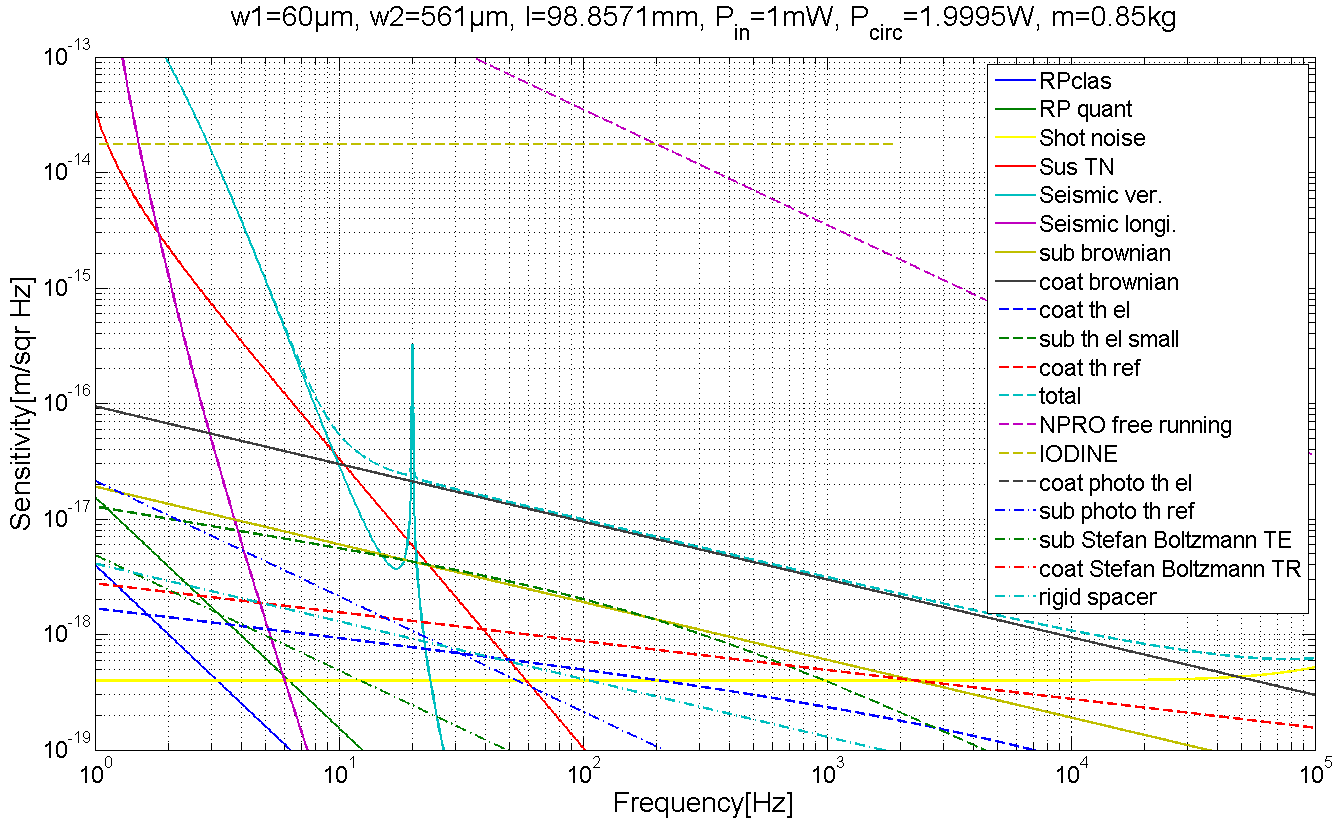 w1=60µm, w2=561µm, l=98.8571mm, P_in=1mW, P_circ=1.9995W, m=0.85kg
10^-13
10^-14
10^-15
10^-16
10^-17
10^-18
10^-19
Sensitivity[m/sqr Hz]
RPclas
RP quant
Shot noise
Sus TN
Seismic ver.
Seismic longi.
sub brownian
coat brownian
coat th el
sub th el small
coat th ref
total
NPRO free running
IODINE
coat photo th el
sub photo th ref
sub Stefan Boltzmann TE
coat Stefan Boltzmann TR
rigid spacer
10^0 10^1 10^2 10^3 10^4 10^5
Frequency[Hz]